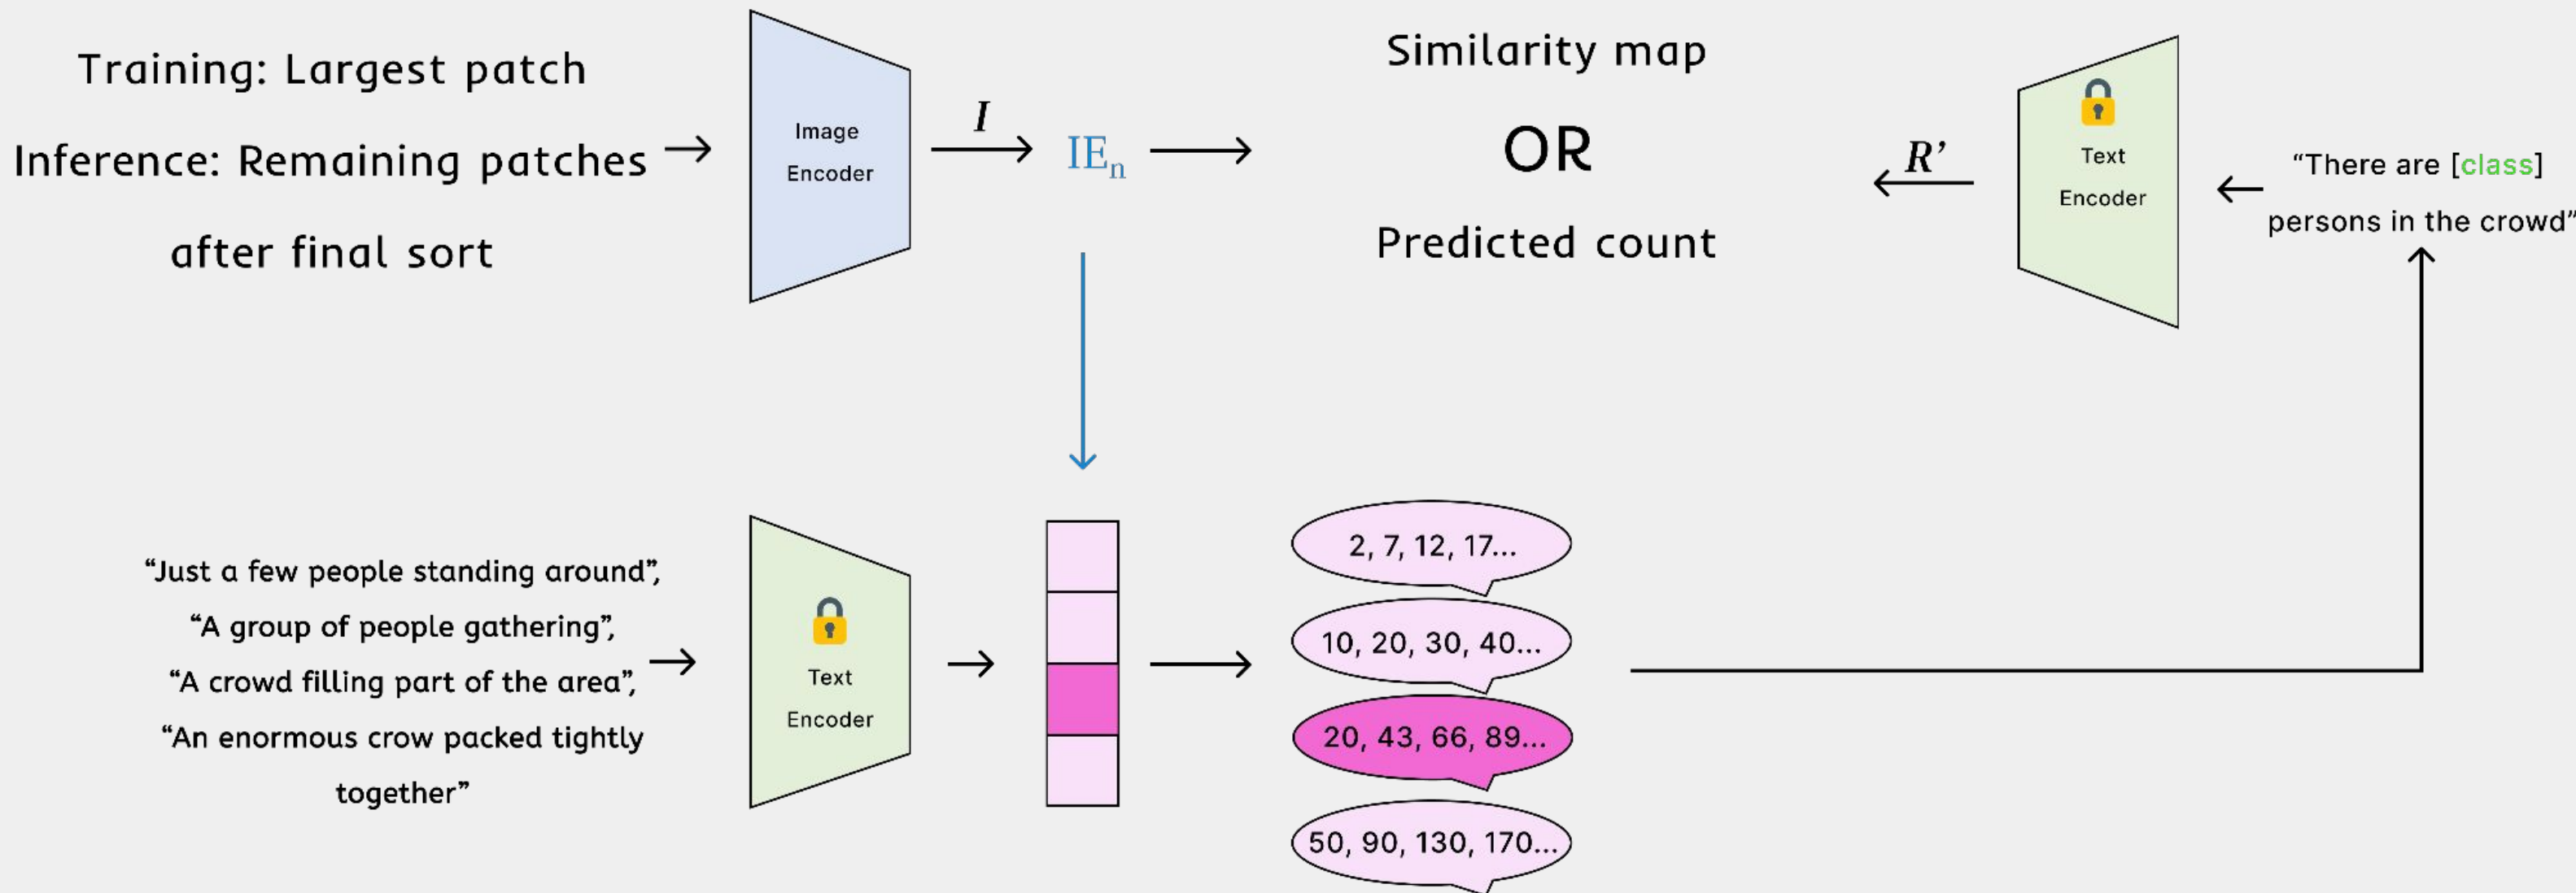 Training: Largest patch
Inference: Remaining patches
after final sort
Image
Encoder
I
IEn
Similarity map
OR
Predicted count
R’
Text
Encoder
“There are [class]
persons in the crowd”
“Just a few people standing around”,
“A group of people gathering”,
“A crowd filling part of the area”,
“An enormous crow packed tightly
together”
Text
Encoder
2, 7, 12, 17...
10, 20, 30, 40...
20, 43, 66, 89...
50, 90, 130, 170...